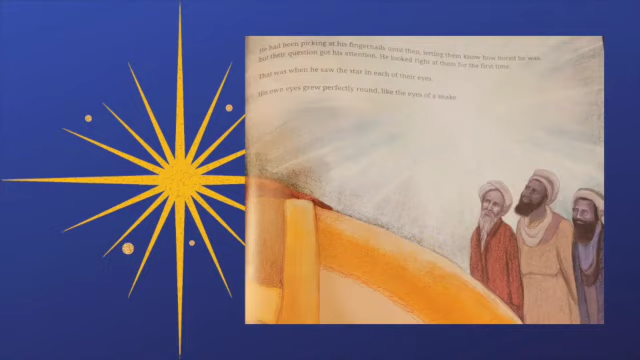 He had been picking at his fingernails until then, letting them know how bored he was.
But their question got his attention. He looked right at them for the first time.
That was when he saw the star in each of their eyes.
His own eyes grew perfectly round, like the eyes of a snake.